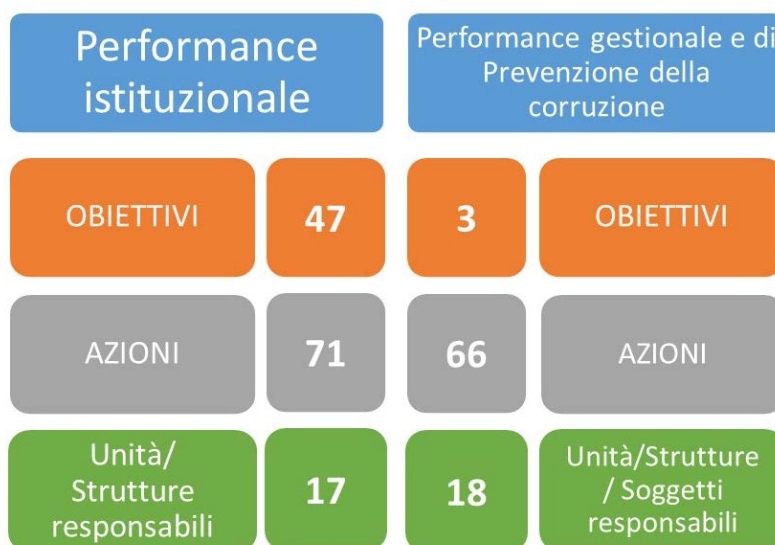 Performance
istituzionale
Performance gestionale e di
Prevenzione della
corruzione
OBIETTIVI
47
3
OBIETTIVI
AZIONI
71
66
AZIONI
Unità/
Strutture
responsabili
17
18
Unità/Strutture
/ Soggetti
responsabili